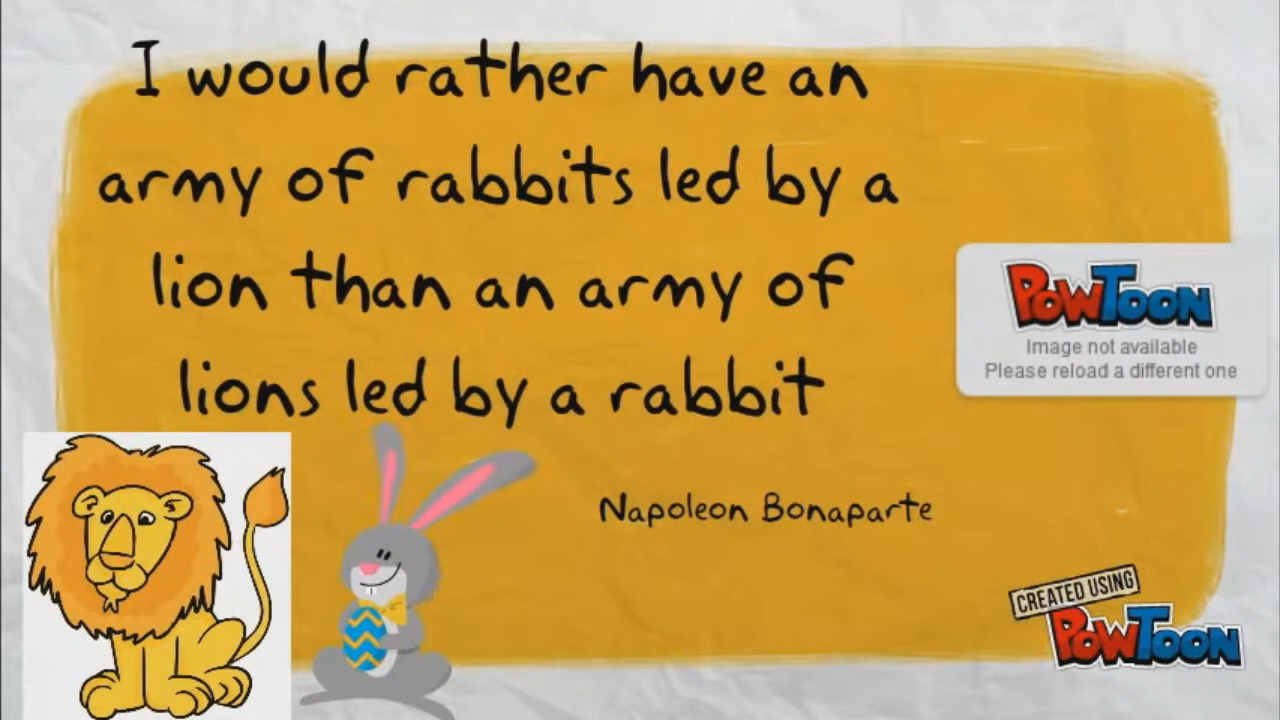 I would rather have an
army of rabbits led by a
lion than an army of
lions led by a rabbit
Napoleon Bonaparte
POWTOON
Image not available
Please reload a different one
CREATED USING
POWTOON